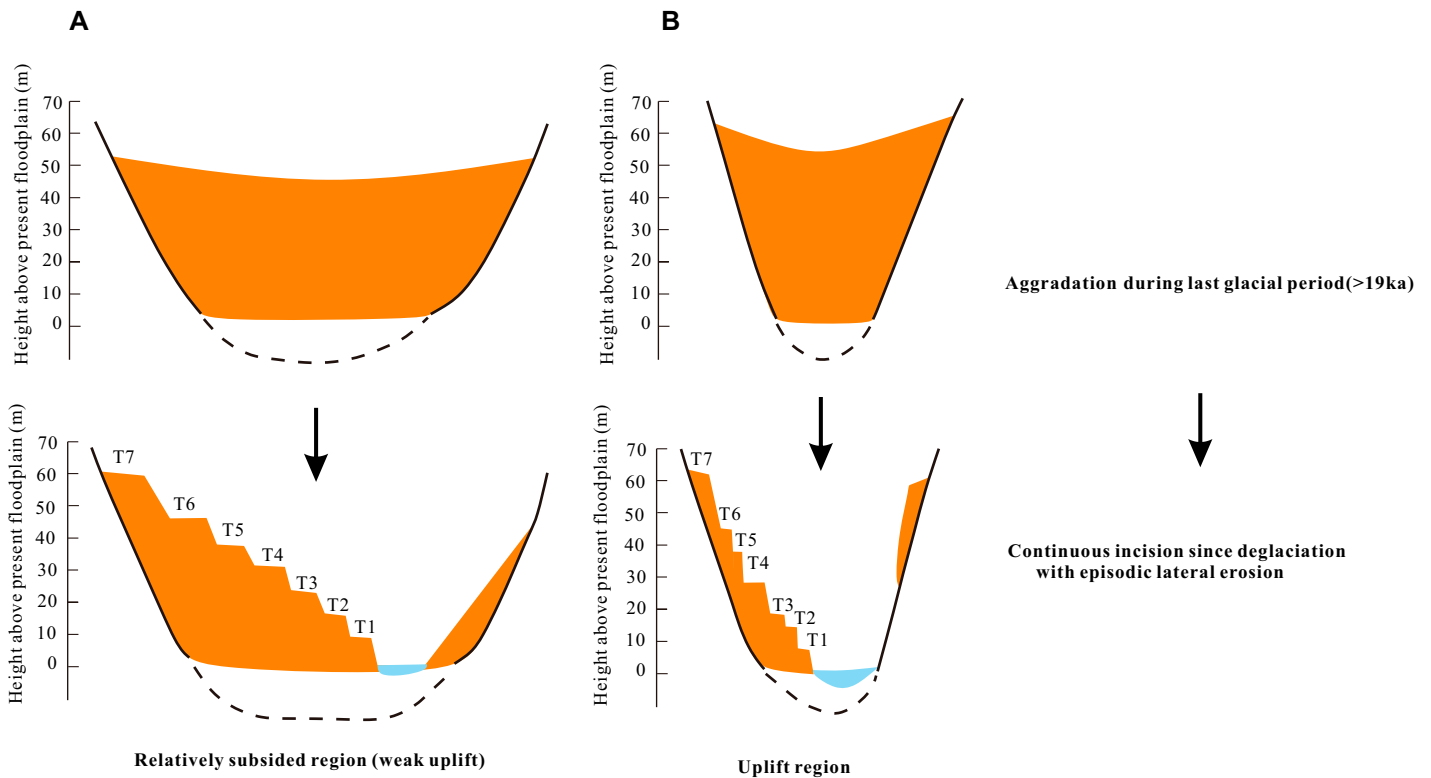 A
B
Height above present floodplain (m)
70
60
50
40
30
20
10
0
Height above present floodplain (m)
70
60
50
40
30
20
10
0
Aggradation during last glacial period(>19ka)
Height above present floodplain (m)
70
60
50
40
30
20
10
0
T7
T6
T5
T4
T3
T2
T1
Height above present floodplain (m)
70
60
50
40
30
20
10
0
T7
T6
T5
T4
T3
T2
T1
Continuous incision since deglaciation
with episodic lateral erosion
Relatively subsided region (weak uplift)
Uplift region